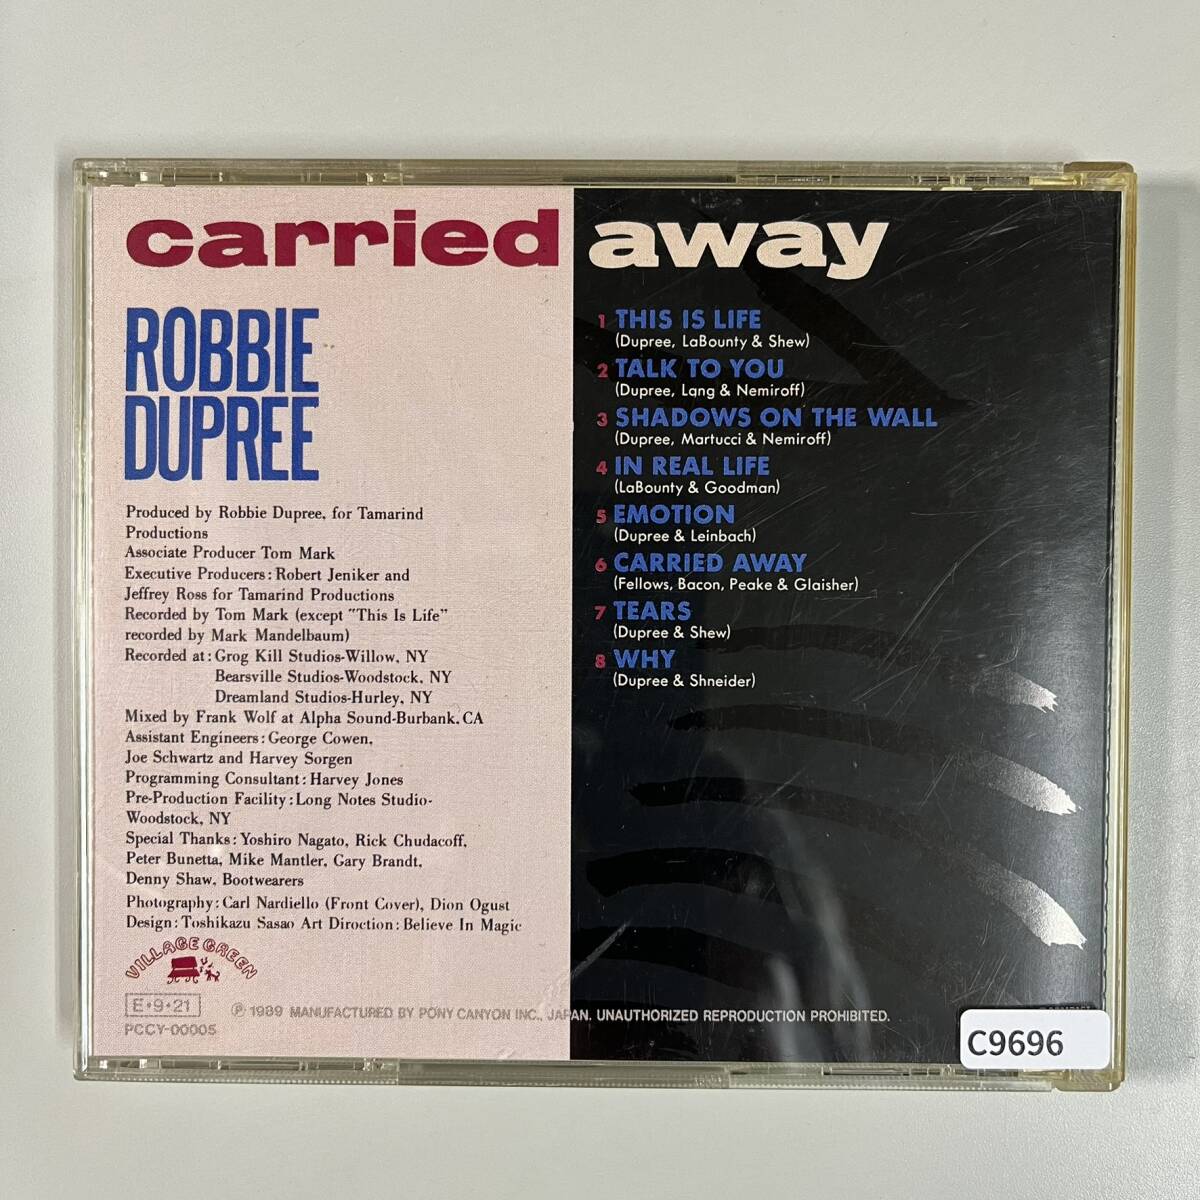 carried away
ROBBIE
DUPREE
Produced by Robbie Dupree, for Tamarind
Productions
Associate Producer Tom Mark
Executive Producers: Robert Jeniker and
Jeffrey Ross for Tamarind Productions
Recorded by Tom Mark (except "This Is Life"
recorded by Mark Mandelbaum)
Recorded at: Grog Kill Studios-Willow, NY
Bearsville Studios-Woodstock, NY
Dreamland Studios-Hurley, NY
Mixed by Frank Wolf at Alpha Sound-Burbank, CA
Assistant Engineers: George Cowen,
Joe Schwartz and Harvey Sorgen
Programming Consultant: Harvey Jones
Pre-Production Facility: Long Notes Studio-
Woodstock, NY
Special Thanks: Yoshiro Nagato, Rick Chudacoff,
Peter Bunetta, Mike Mantler, Gary Brandt,
Denny Shaw, Bootwearers
Photography: Carl Nardiello (Front Cover), Dion Ogust
Design: Toshikazu Sasao Art Diroction: Believe In Magic
VILLAGE GREEN
E•9•21
PCCY-00005
1 THIS IS LIFE
(Dupree, LaBounty & Shew)
2 TALK TO YOU
(Dupree, Lang & Nemiroff)
3 SHADOWS ON THE WALL
(Dupree, Martucci & Nemiroff)
4 IN REAL LIFE
(LaBounty & Goodman)
5 EMOTION
(Dupree & Leinbach)
6 CARRIED AWAY
(Fellows, Bacon, Peake & Glaisher)
7 TEARS
(Dupree & Shew)
8 WHY
(Dupree & Shneider)
℗ 1989 MANUFACTURED BY PONY CANYON INC., JAPAN. UNAUTHORIZED REPRODUCTION PROHIBITED.
C9696